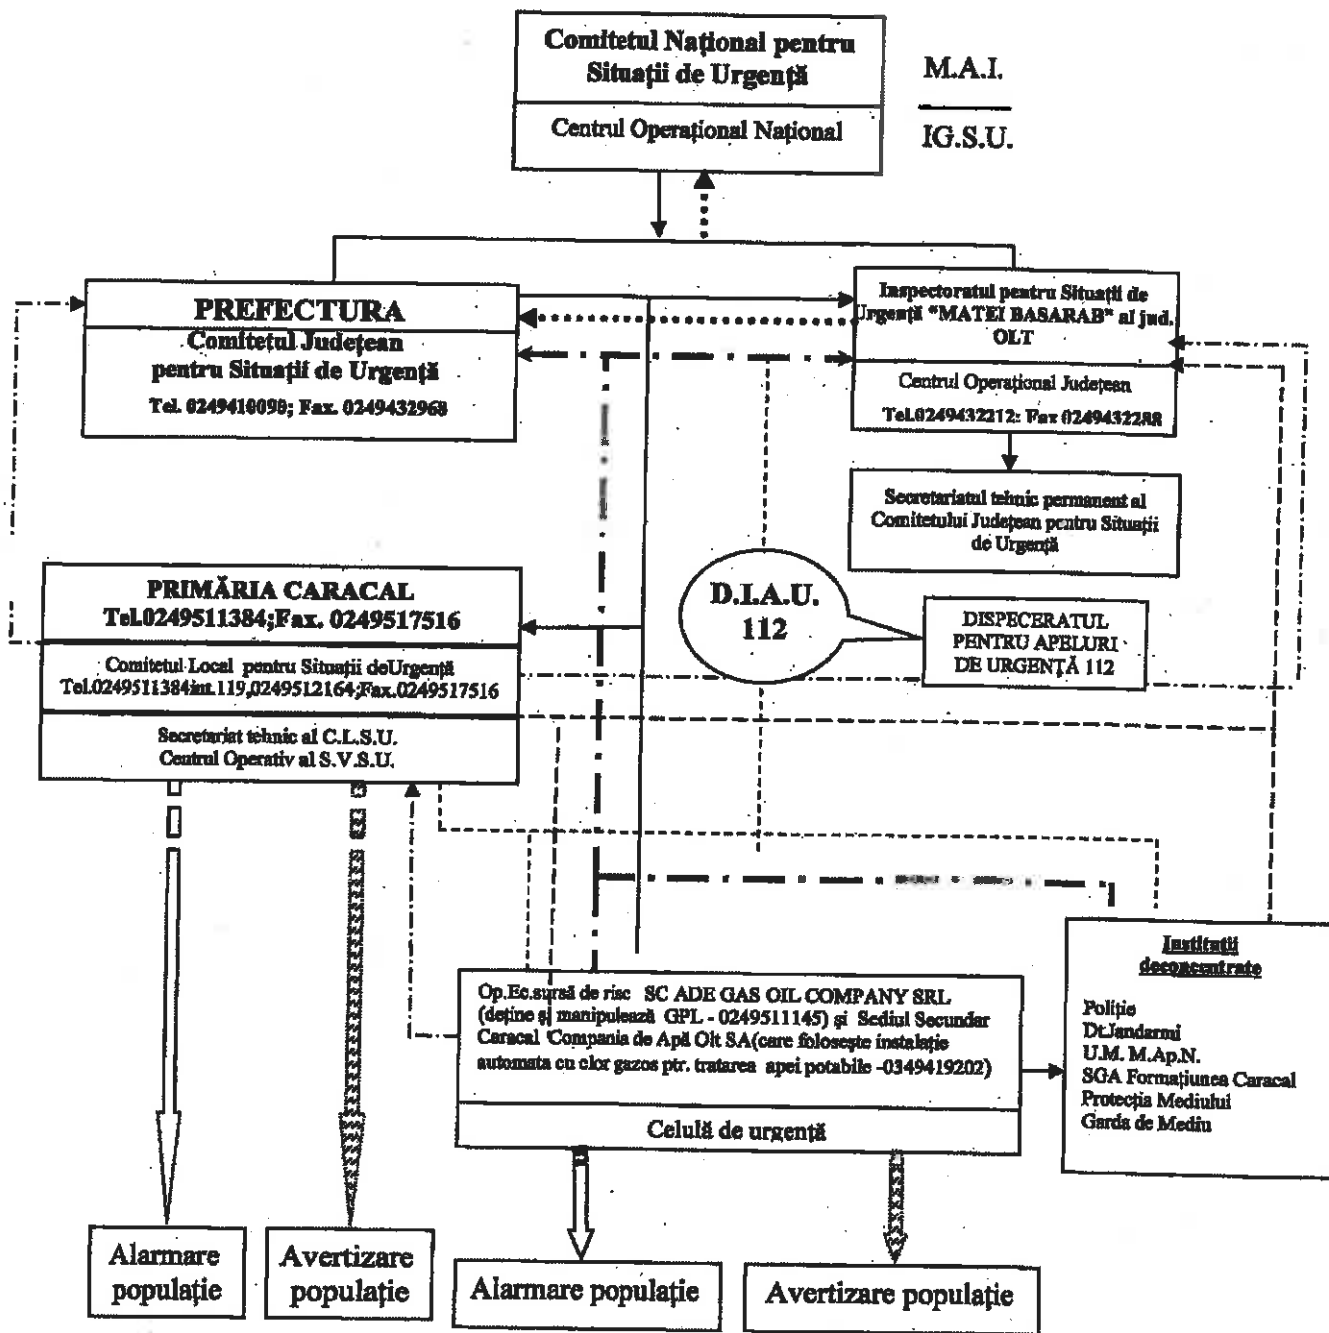 Comitetul Național pentru
Situații de Urgență
Centrul Operațional National
M.A.I.
IG.S.U.
PREFECTURA
Comitetul Județean
pentru Situatii de Urgență
Tel. 0249410090; Fax. 0249432968
Inspectoratul pentru Situații de
Urgență "MATEI BASARAB" al jud.
OLT
Centrul Operațional Județean
Tel.0249432212: Fax 0249432288
Secretariatul tehnic permanent al
Comitetului Județean pentru Situații
de Urgență
PRIMĂRIA CARACAL
Tel.0249511384;Fax. 0249517516
Comitetul Local pentru Situații deUrgență
Tel.0249511384int.119,0249512164;Fax.0249517516
Secretariat tehnic al C.L.S.U.
Centrul Operativ al S.V.S.U.
D.I.A.U.
112
DISPECERATUL
PENTRU APELURI
DE URGENȚĂ 112
Op.Ec.sursă de risc SC ADE GAS OIL COMPANY SRL
(deține și manipulează GPL - 0249511145) și Sediul Secundar
Caracal Compania de Apă Olt SA(care folosește instalație
automata cu clor gazos ptr. tratarea apei potabile -0349419202)
Celulă de urgență
Instituții
deconcentrate
Poliție
Dt.Jandarmi
U.M. M.Ap.N.
SGA Formațiunea Caracal
Protecția Mediului
Garda de Mediu
Alarmare
populație
Avertizare
populație
Alarmare populație
Avertizare populație